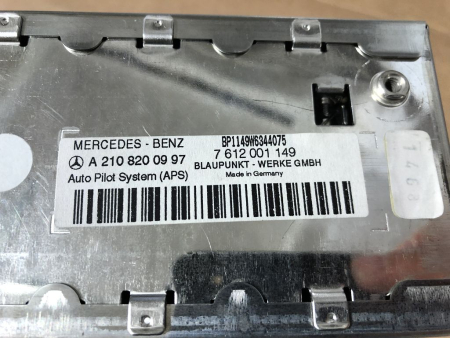 MERCEDES - BENZ
BP1149W6344075
A 210 820 09 97
7 612 001 149
BLAUPUNKT - WERKE GMBH
Auto Pilot System (APS)
Made in Germany